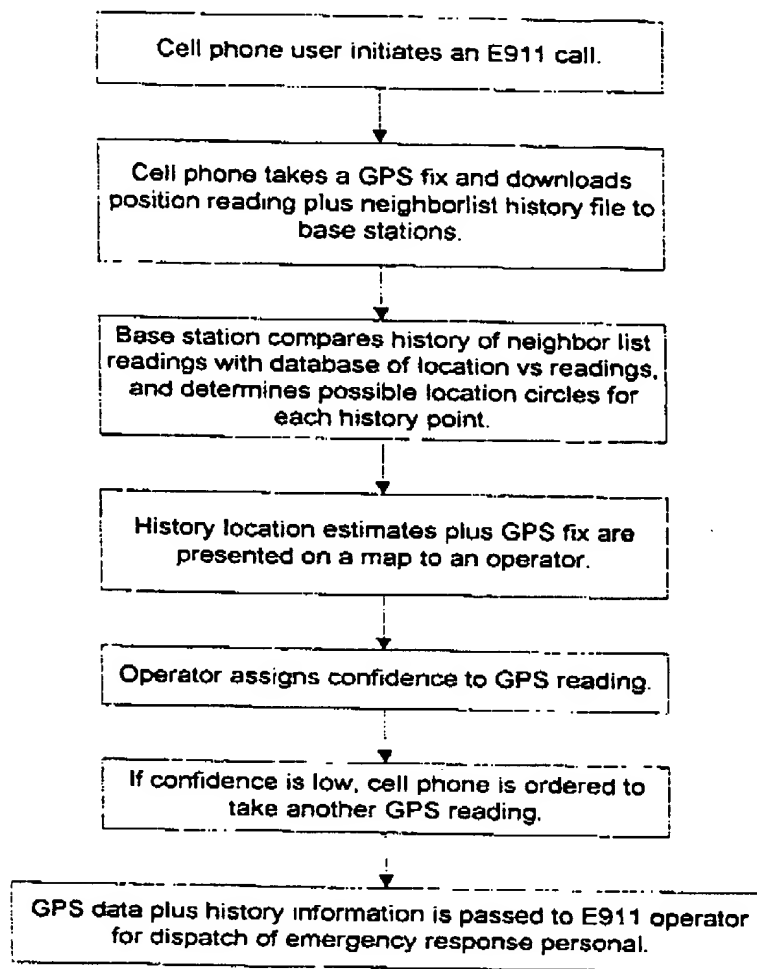 Cell phone user initiates an E911 call.
Cell phone takes a GPS fix and downloads
position reading plus neighborlist history file to
base stations.
Base station compares history of neighbor list
readings with database of location vs readings,
and determines possible location circles for
each history point.
History location estimates plus GPS fix are
presented on a map to an operator.
Operator assigns confidence to GPS reading.
If confidence is low, cell phone is ordered to
take another GPS reading.
GPS data plus history information is passed to E911 operator
for dispatch of emergency response personal.